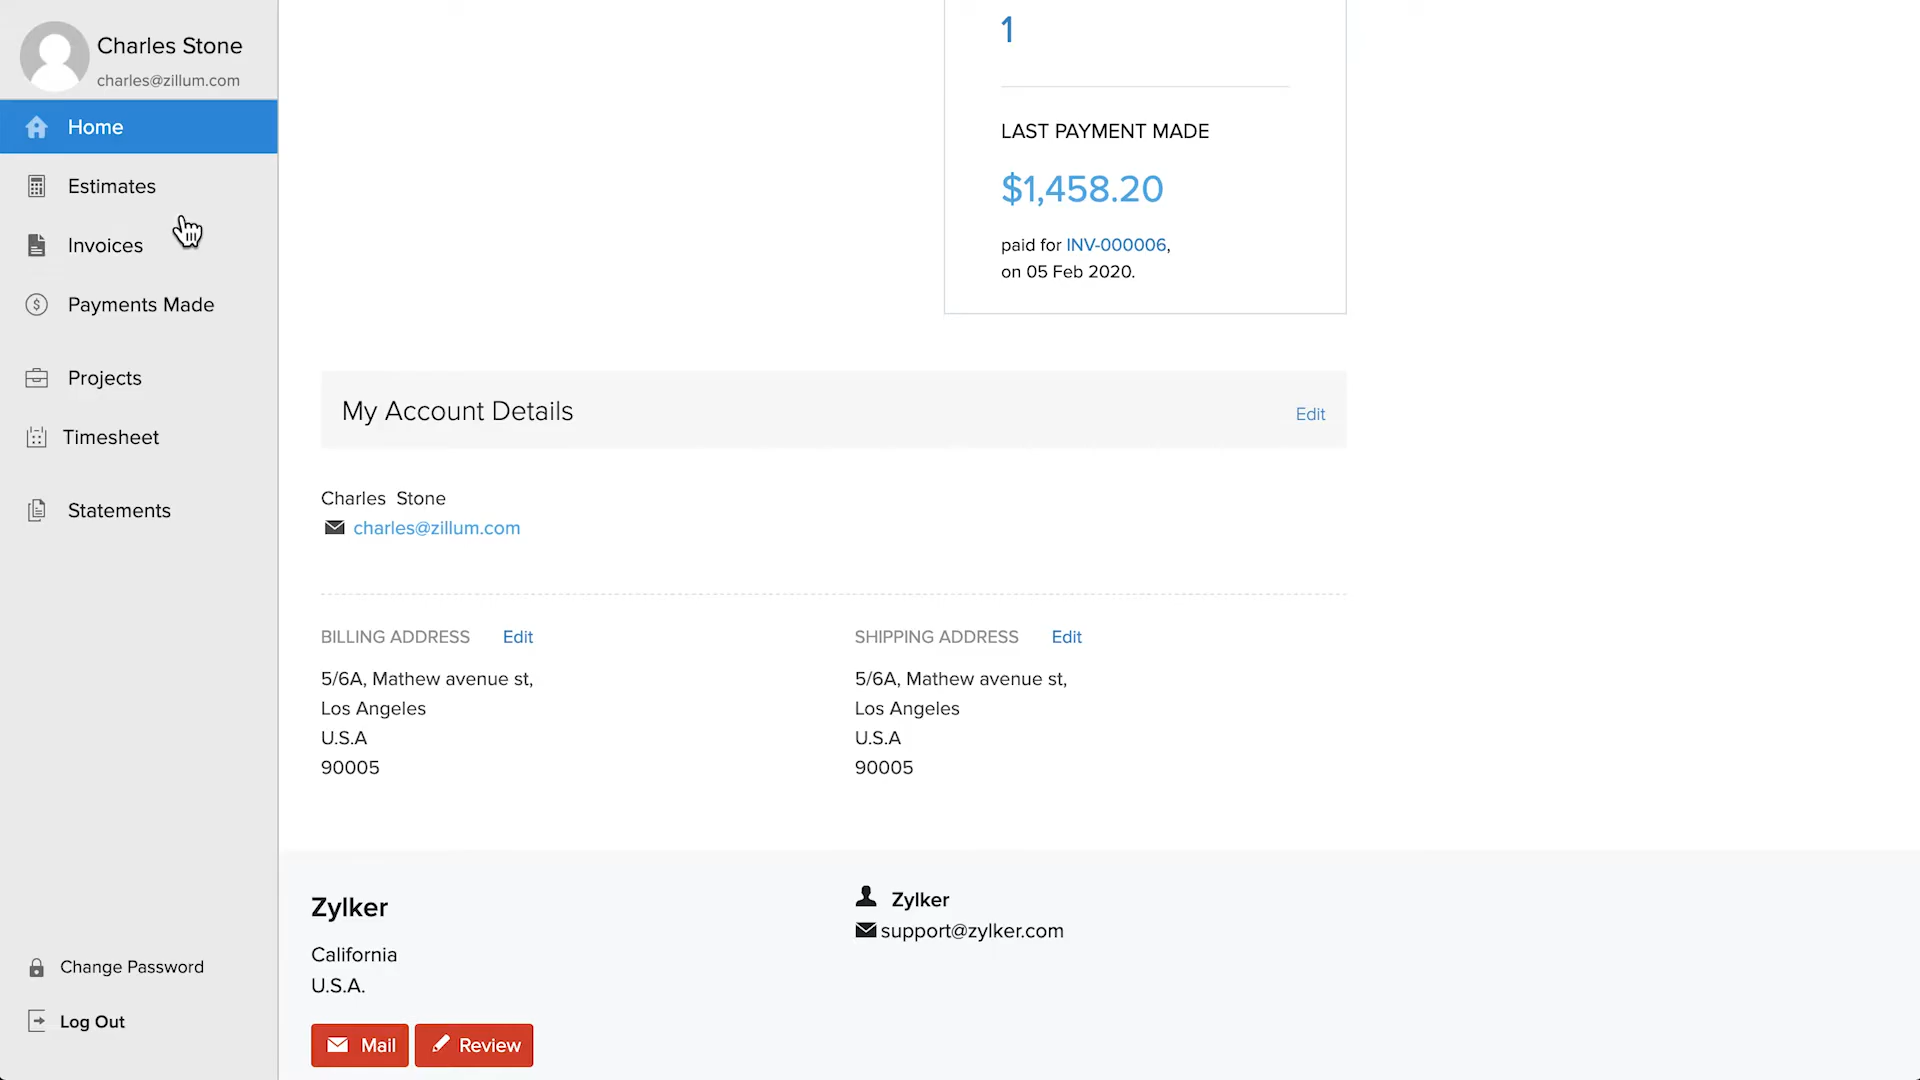 Charles Stone
charles@zillum.com
Home
Estimates
Invoices
Payments Made
Projects
Timesheet
Statements
Change Password
Log Out
1
LAST PAYMENT MADE
$1,458.20
paid for INV-000006,
on 05 Feb 2020.
My Account Details
Edit
Charles Stone
charles@zillum.com
BILLING ADDRESS Edit
5/6A, Mathew avenue st,
Los Angeles
U.S.A
90005
SHIPPING ADDRESS Edit
5/6A, Mathew avenue st,
Los Angeles
U.S.A
90005
Zylker
California
U.S.A.
Mail
Review
Zylker
support@zylker.com